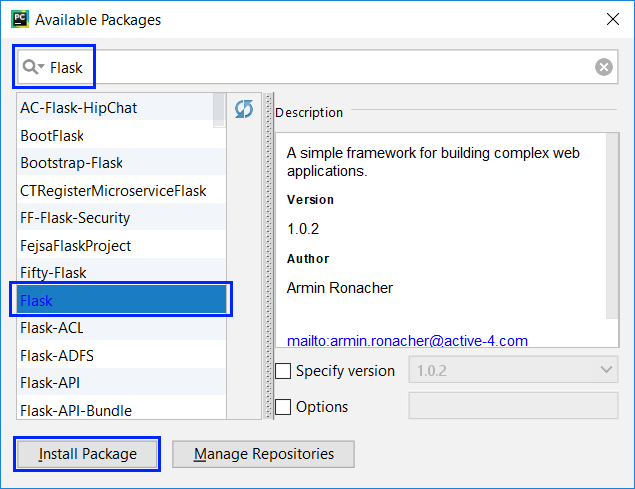 PC
Available Packages
Flask
AC-Flask-HipChat
BootFlask
Bootstrap-Flask
CTRegisterMicroserviceFlask
FF-Flask-Security
FejsaFlaskProject
Fifty-Flask
Flask
Flask-ACL
Flask-ADFS
Flask-API
Flask-API-Bundle
Description
A simple framework for building complex web
applications.
Version
1.0.2
Author
Armin Ronacher
mailto:armin.ronacher@active-4.com
Specify version
1.0.2
Options
Install Package
Manage Repositories